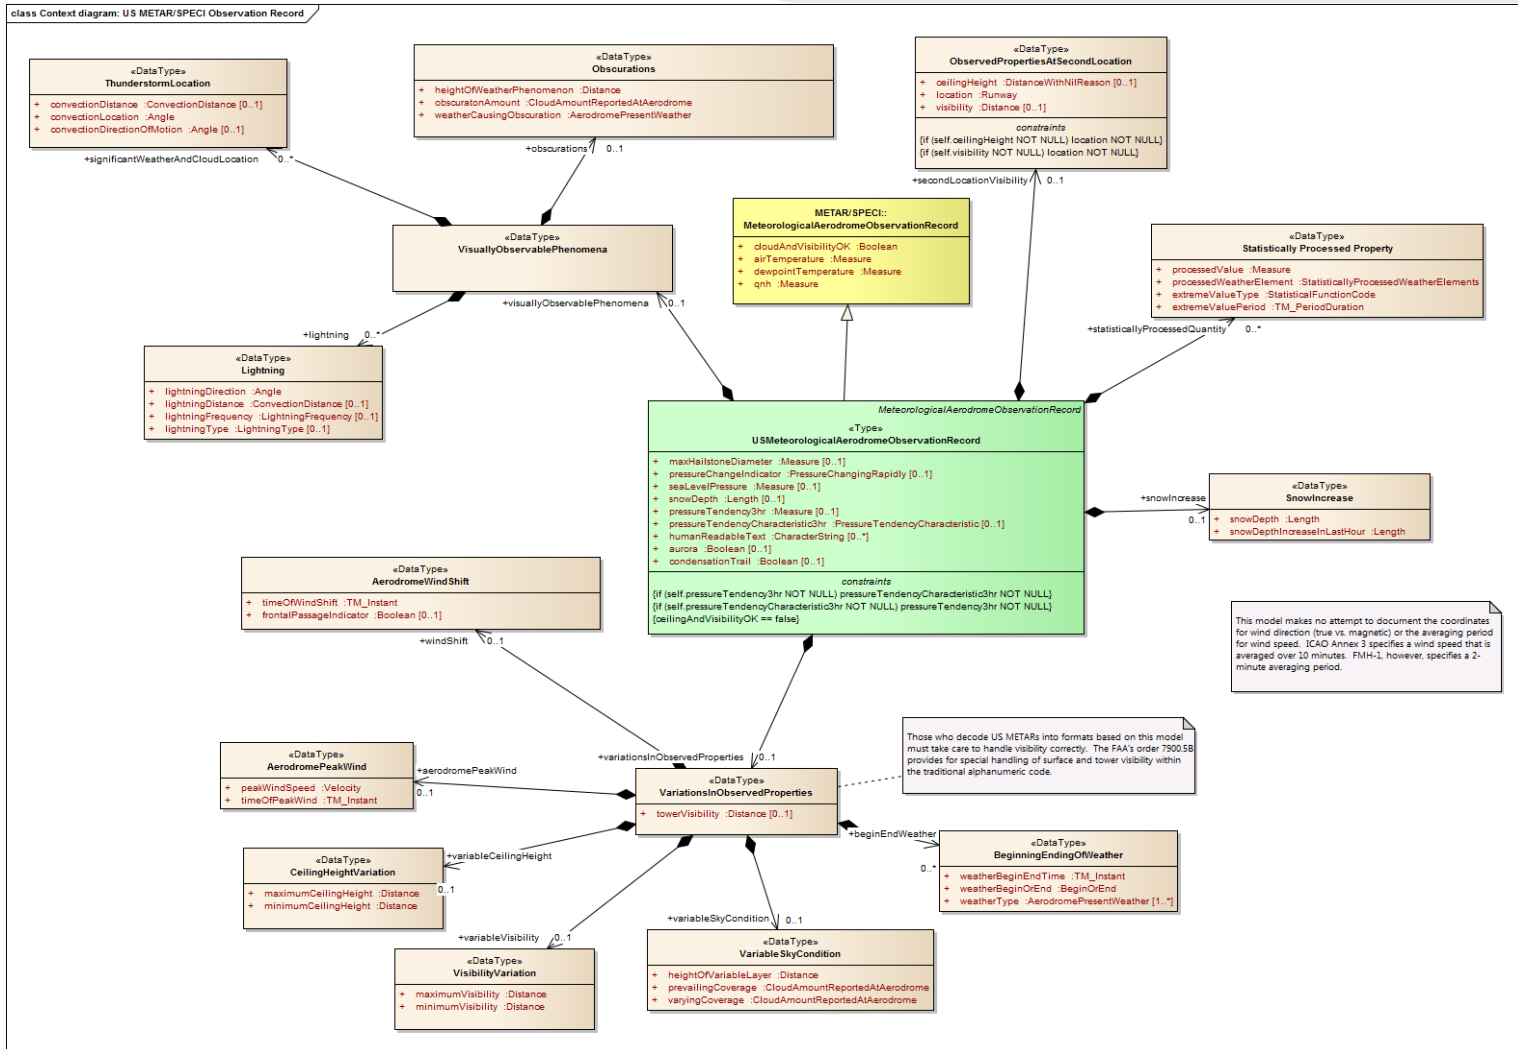 class Context diagram: US METAR/SPECI Observation Record
«DataType»
ThunderstormLocation
+ convectionDistance :ConvectionDistance [0..1]
+ convectionLocation :Angle
+ convectionDirectionOfMotion :Angle [0..1]
+significantWeatherAndCloudLocation 0..*
«DataType»
Obscurations
+ heightOfWeatherPhenomenon :Distance
+ obscuratonAmount :CloudAmountReportedAtAerodrome
+ weatherCausingObscuration :AerodromePresentWeather
+obscurations 0..1
«DataType»
ObservedPropertiesAtSecondLocation
+ ceilingHeight :DistanceWithNilReason [0..1]
+ location :Runway
+ visibility :Distance [0..1]
constraints
{if (self.ceilingHeight NOT NULL) location NOT NULL}
{if (self.visibility NOT NULL) location NOT NULL}
+secondLocationVisibility 0..1
METAR/SPECI::
MeteorologicalAerodromeObservationRecord
+ cloudAndVisibilityOK :Boolean
+ airTemperature :Measure
+ dewpointTemperature :Measure
+ qnh :Measure
«DataType»
VisuallyObservablePhenomena
+visuallyObservablePhenomena 0..1
«DataType»
Statistically Processed Property
+ processedValue :Measure
+ processedWeatherElement :StatisticallyProcessedWeatherElements
+ extremeValueType :StatisticalFunctionCode
+ extremeValuePeriod :TM_PeriodDuration
+statisticallyProcessedQuantity 0..*
+lightning 0..*
«DataType»
Lightning
+ lightningDirection :Angle
+ lightningDistance :ConvectionDistance [0..1]
+ lightningFrequency :LightningFrequency [0..1]
+ lightningType :LightningType [0..1]
MeteorologicalAerodromeObservationRecord
«Type»
USMeteorologicalAerodromeObservationRecord
+ maxHailstoneDiameter :Measure [0..1]
+ pressureChangeIndicator :PressureChangingRapidly [0..1]
+ seaLevelPressure :Measure [0..1]
+ snowDepth :Length [0..1]
+ pressureTendency3hr :Measure [0..1]
+ pressureTendencyCharacteristic3hr :PressureTendencyCharacteristic [0..1]
+ humanReadableText :CharacterString [0..*]
+ aurora :Boolean [0..1]
+ condensationTrail :Boolean [0..1]
constraints
{if (self.pressureTendency3hr NOT NULL) pressureTendencyCharacteristic3hr NOT NULL}
{if (self.pressureTendencyCharacteristic3hr NOT NULL) pressureTendency3hr NOT NULL}
{ceilingAndVisibilityOK == false}
+snowIncrease
0..1
«DataType»
SnowIncrease
+ snowDepth :Length
+ snowDepthIncreaseInLastHour :Length
«DataType»
AerodromeWindShift
+ timeOfWindShift :TM_Instant
+ frontalPassageIndicator :Boolean [0..1]
+windShift 0..1
This model makes no attempt to document the coordinates
for wind direction (true vs. magnetic) or the averaging period
for wind speed. ICAO Annex 3 specifies a wind speed that is
averaged over 10 minutes. FMH-1, however, specifies a 2-
minute averaging period.
Those who decode US METARs into formats based on this model
must take care to handle visibility correctly. The FAA's order 7900.5B
provides for special handling of surface and tower visibility within
the traditional alphanumeric code.
+variationsInObservedProperties 0..1
«DataType»
VariationsInObservedProperties
+ towerVisibility :Distance [0..1]
«DataType»
AerodromePeakWind
+ peakWindSpeed :Velocity
+ timeOfPeakWind :TM_Instant
+aerodromePeakWind
0..1
+beginEndWeather
0..*
«DataType»
BeginningEndingOfWeather
+ weatherBeginEndTime :TM_Instant
+ weatherBeginOrEnd :BeginOrEnd
+ weatherType :AerodromePresentWeather [1..*]
«DataType»
CeilingHeightVariation
+ maximumCeilingHeight :Distance
+ minimumCeilingHeight :Distance
+variableCeilingHeight
0..1
+variableVisibility 0..1
«DataType»
VisibilityVariation
+ maximumVisibility :Distance
+ minimumVisibility :Distance
+variableSkyCondition 0..1
«DataType»
VariableSkyCondition
+ heightOfVariableLayer :Distance
+ prevailingCoverage :CloudAmountReportedAtAerodrome
+ varyingCoverage :CloudAmountReportedAtAerodrome